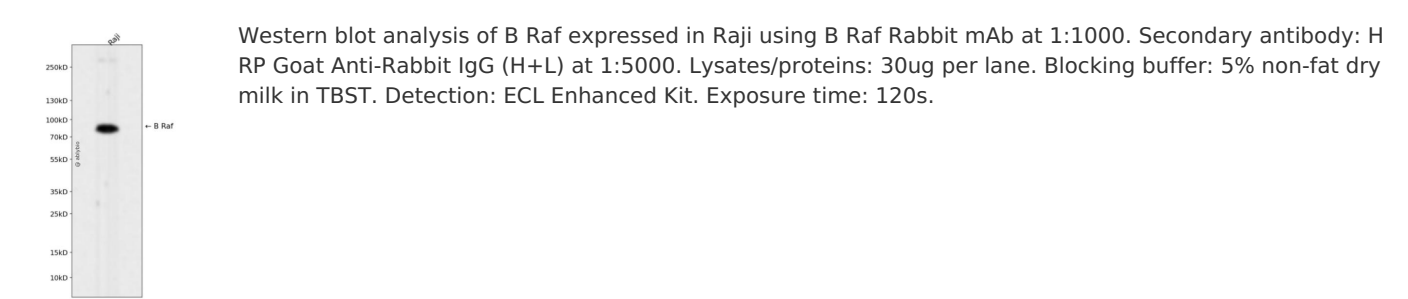 Raji
250kD
130kD
100kD
← B Raf
70kD
55kD
@ abybio
35kD
25kD
15kD
10kD
Western blot analysis of B Raf expressed in Raji using B Raf Rabbit mAb at 1:1000. Secondary antibody: H
RP Goat Anti-Rabbit IgG (H+L) at 1:5000. Lysates/proteins: 30ug per lane. Blocking buffer: 5% non-fat dry
milk in TBST. Detection: ECL Enhanced Kit. Exposure time: 120s.